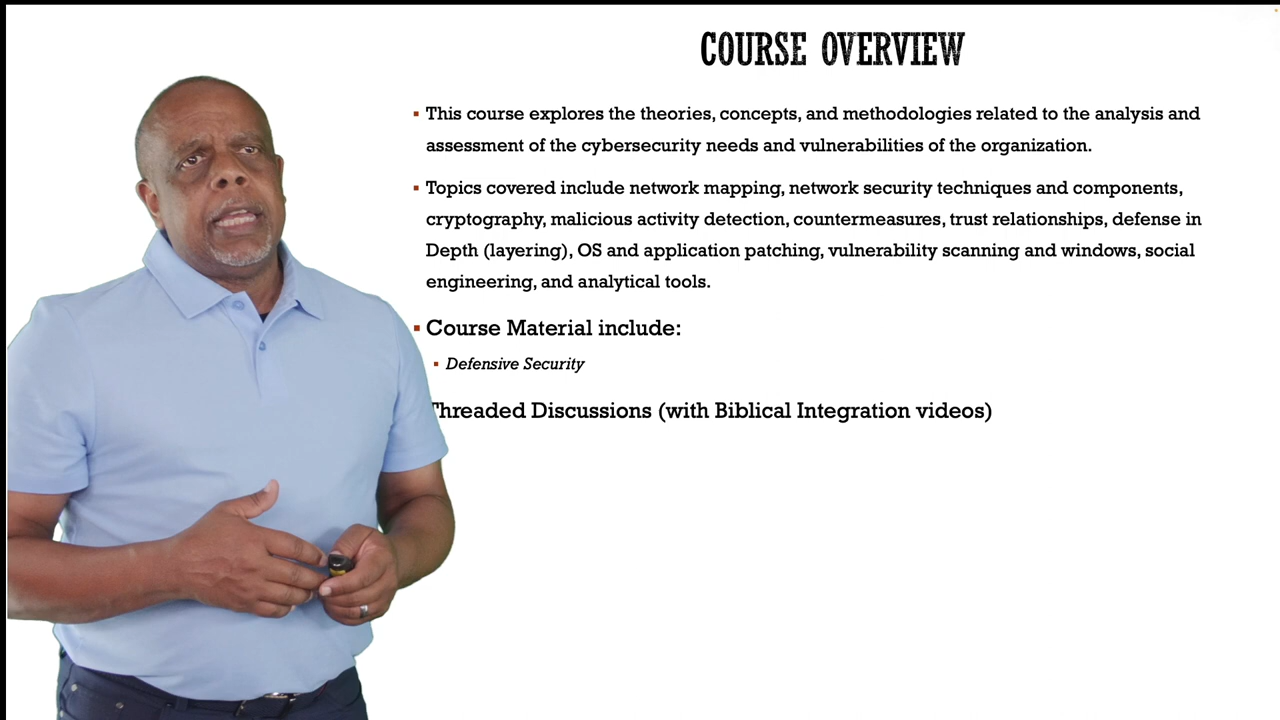 COURSE OVERVIEW
This course explores the theories, concepts, and methodologies related to the analysis and
assessment of the cybersecurity needs and vulnerabilities of the organization.
Topics covered include network mapping, network security techniques and components,
cryptography, malicious activity detection, countermeasures, trust relationships, defense in
Depth (layering), OS and application patching, vulnerability scanning and windows, social
engineering, and analytical tools.
Course Material include:
Defensive Security
Threaded Discussions (with Biblical Integration videos)